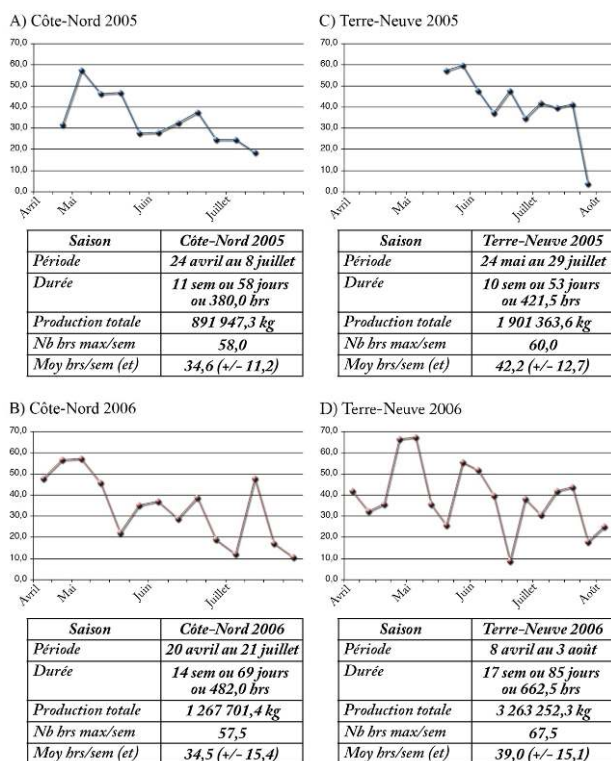 A) Côte-Nord 2005
70,0
60,0
50,0
40,0
30,0
20,0
10,0
0,0
Avril
Mai
Juin
Juillet
Saison Côte-Nord 2005
Période 24 avril au 8 juillet
Durée 11 sem ou 58 jours
ou 380,0 hrs
Production totale 891 947,3 kg
Nb hrs max/sem 58,0
Moy hrs/sem (et) 34,6 (+/- 11,2)
C) Terre-Neuve 2005
70,0
60,0
50,0
40,0
30,0
20,0
10,0
0,0
Avril
Mai
Juin
Juillet
Août
Saison Terre-Neuve 2005
Période 24 mai au 29 juillet
Durée 10 sem ou 53 jours
ou 421,5 hrs
Production totale 1 901 363,6 kg
Nb hrs max/sem 60,0
Moy hrs/sem (et) 42,2 (+/- 12,7)
B) Côte-Nord 2006
70,0
60,0
50,0
40,0
30,0
20,0
10,0
0,0
Avril
Mai
Juin
Juillet
Saison Côte-Nord 2006
Période 20 avril au 21 juillet
Durée 14 sem ou 69 jours
ou 482,0 hrs
Production totale 1 267 701,4 kg
Nb hrs max/sem 57,5
Moy hrs/sem (et) 34,5 (+/- 15,4)
D) Terre-Neuve 2006
70,0
60,0
50,0
40,0
30,0
20,0
10,0
0,0
Avril
Mai
Juin
Juillet
Août
Saison Terre-Neuve 2006
Période 8 avril au 3 août
Durée 17 sem ou 85 jours
ou 662,5 hrs
Production totale 3 263 252,3 kg
Nb hrs max/sem 67,5
Moy hrs/sem (et) 39,0 (+/- 15,1)